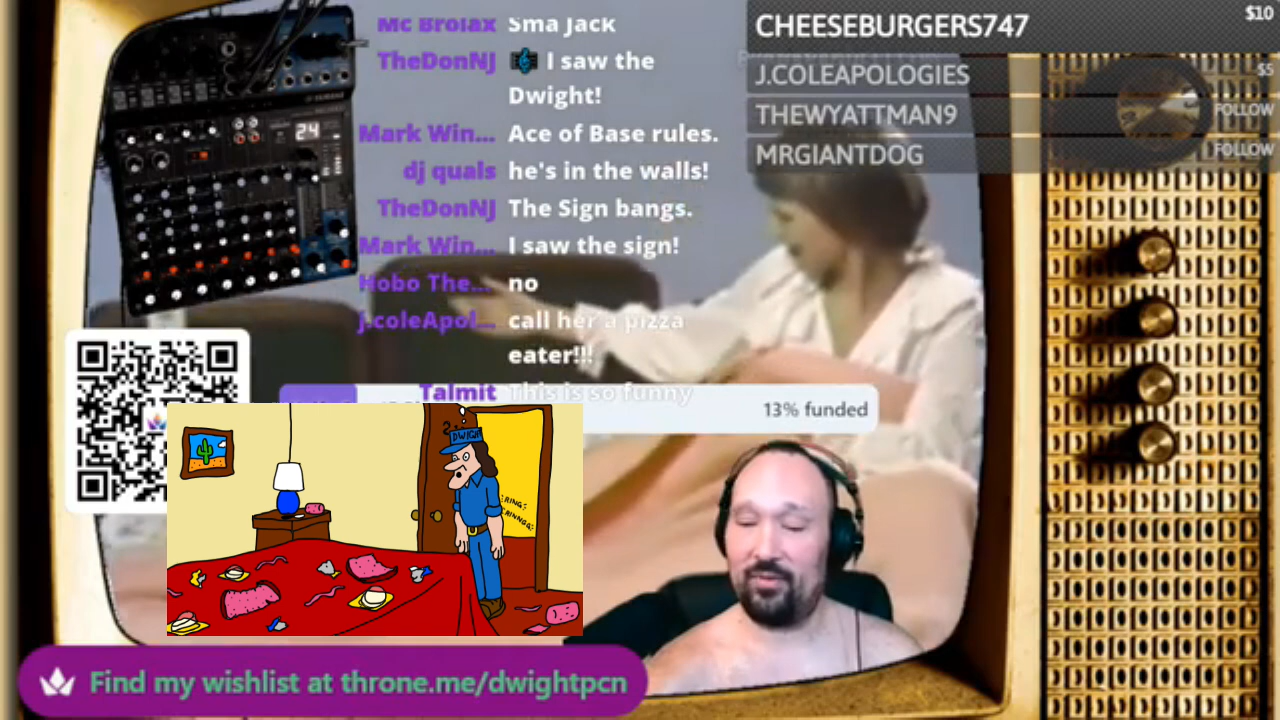 Mc Brolax Sma Jack
TheDonNJ I saw the
Dwight!
Mark Win... Ace of Base rules.
dj quals he's in the walls!
TheDonNJ The Sign bangs.
Mark Win... I saw the sign!
Hobo The... no
j.coleApol... call her a pizza
eater!!!
Talmit This is so funny
13% funded
CHEESEBURGERS747 $10
J.COLEAPOLOGIES $5
THEWYATTMAN9 FOLLOW
MRGIANTDOG FOLLOW
24
YAMAHA
DWIGHT
RING
Find my wishlist at throne.me/dwightpcn